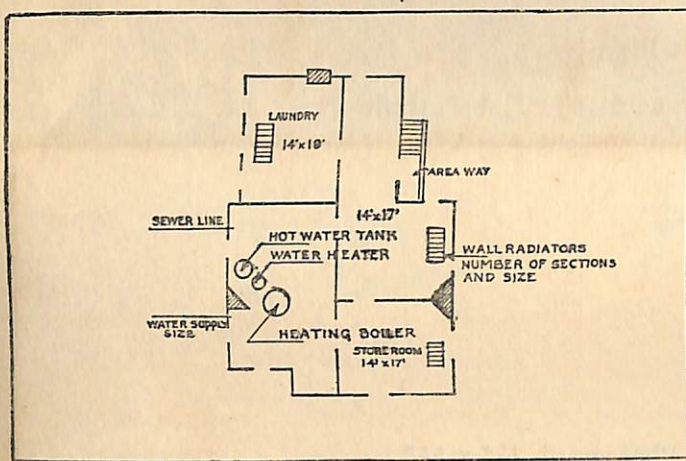 LAUNDRY
14'x18'
AREA WAY
14'x17'
SEWER LINE
HOT WATER TANK
WATER HEATER
WALL RADIATORS
NUMBER OF SECTIONS
AND SIZE
WATER SUPPLY
SIZE
HEATING BOILER
STORE ROOM
14'x17'